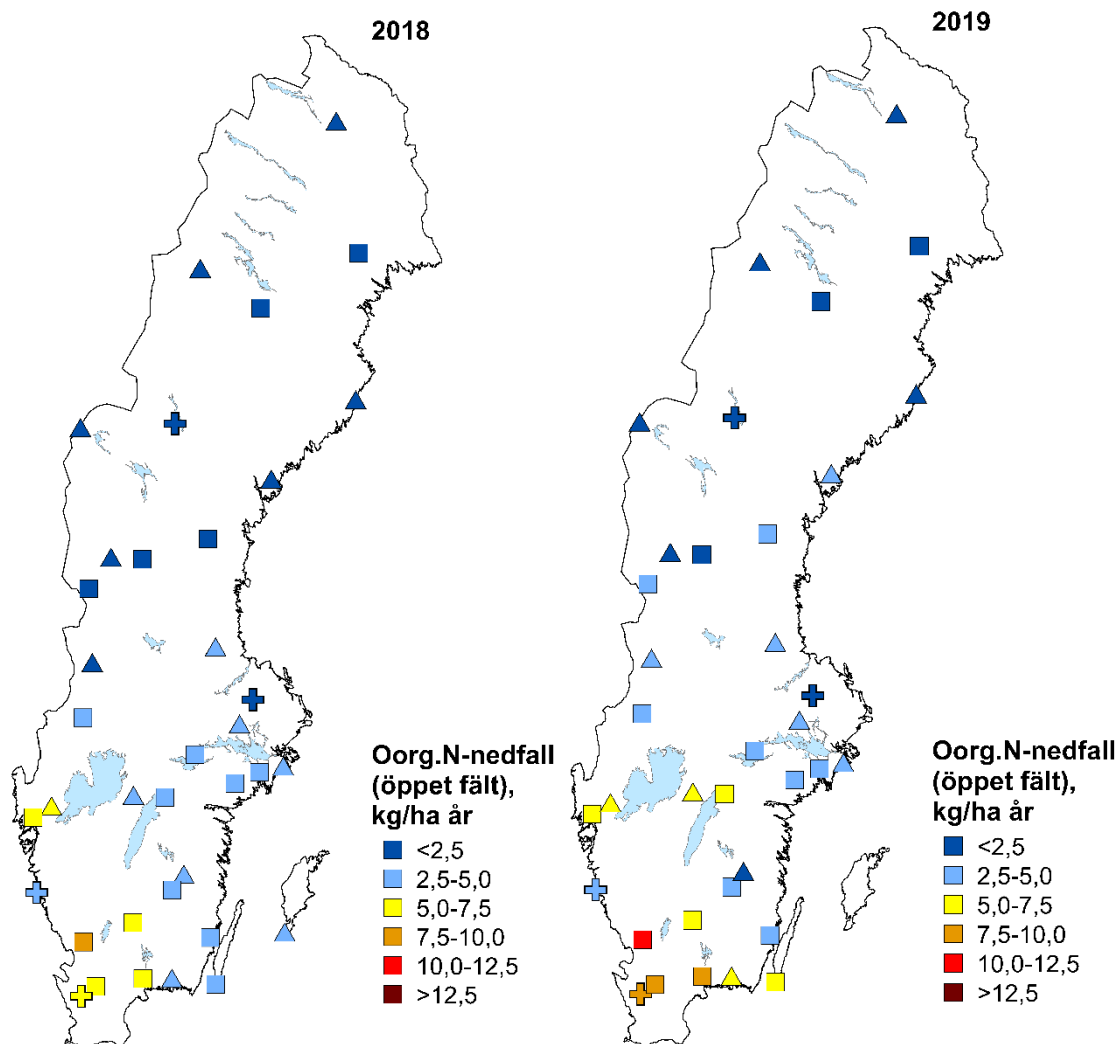 2018
Oorg.N-nedfall
(öppet fält),
kg/ha år
<2,5
2,5-5,0
5,0-7,5
7,5-10,0
10,0-12,5
>12,5
2019
Oorg.N-nedfall
(öppet fält),
kg/ha år
<2,5
2,5-5,0
5,0-7,5
7,5-10,0
10,0-12,5
>12,5